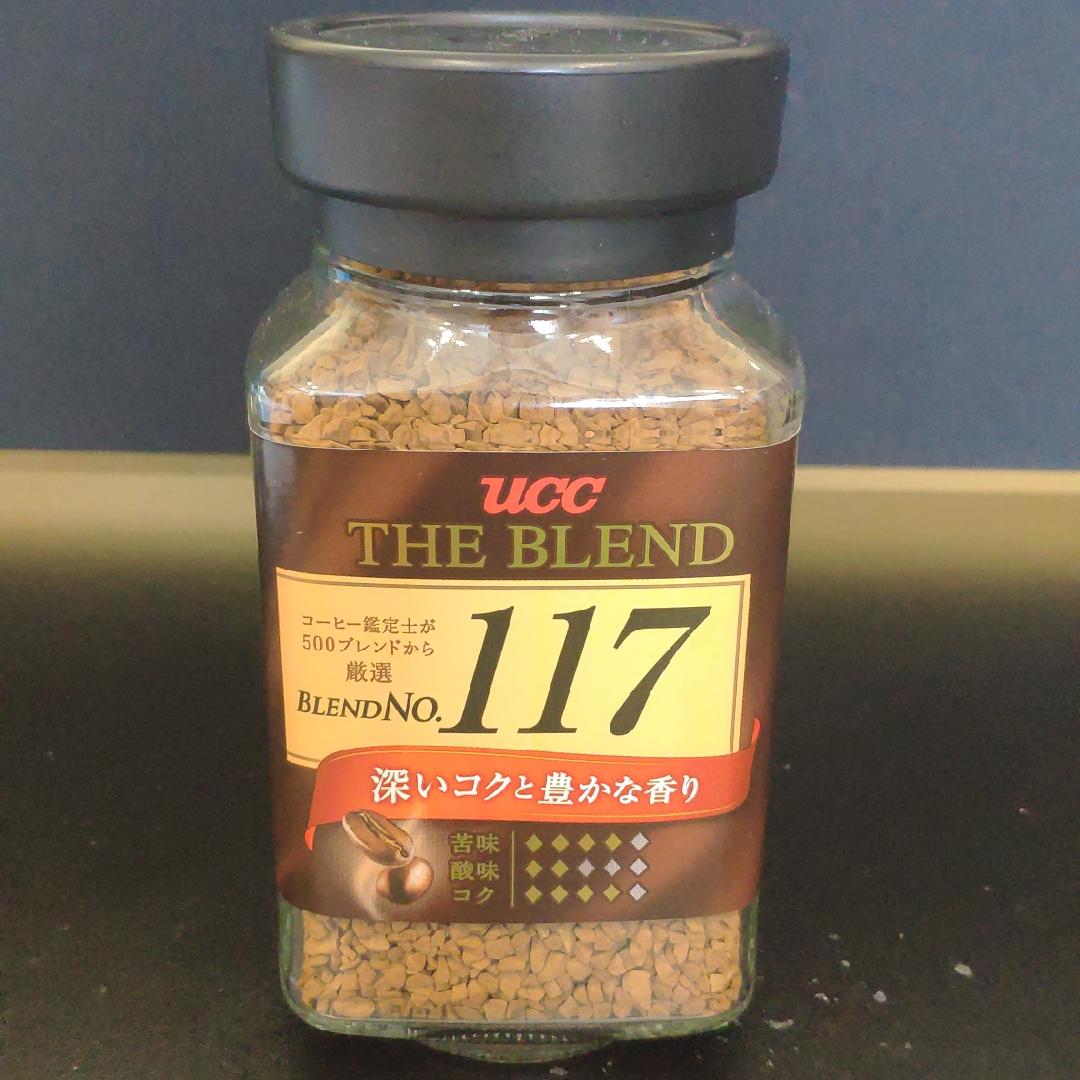 UCC
THE BLEND
コーヒー鑑定士が
500ブレンドから
厳選
BLEND NO. 117
深いコクと豊かな香り
苦味
酸味
コク